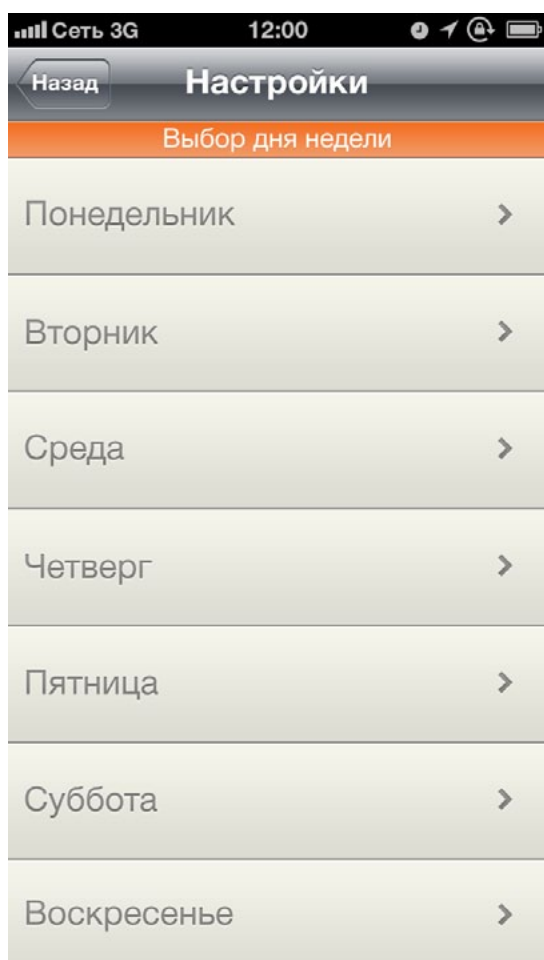 Сеть 3G 12:00
Назад Настройки
Выбор дня недели
Понедельник
Вторник
Среда
Четверг
Пятница
Суббота
Воскресенье